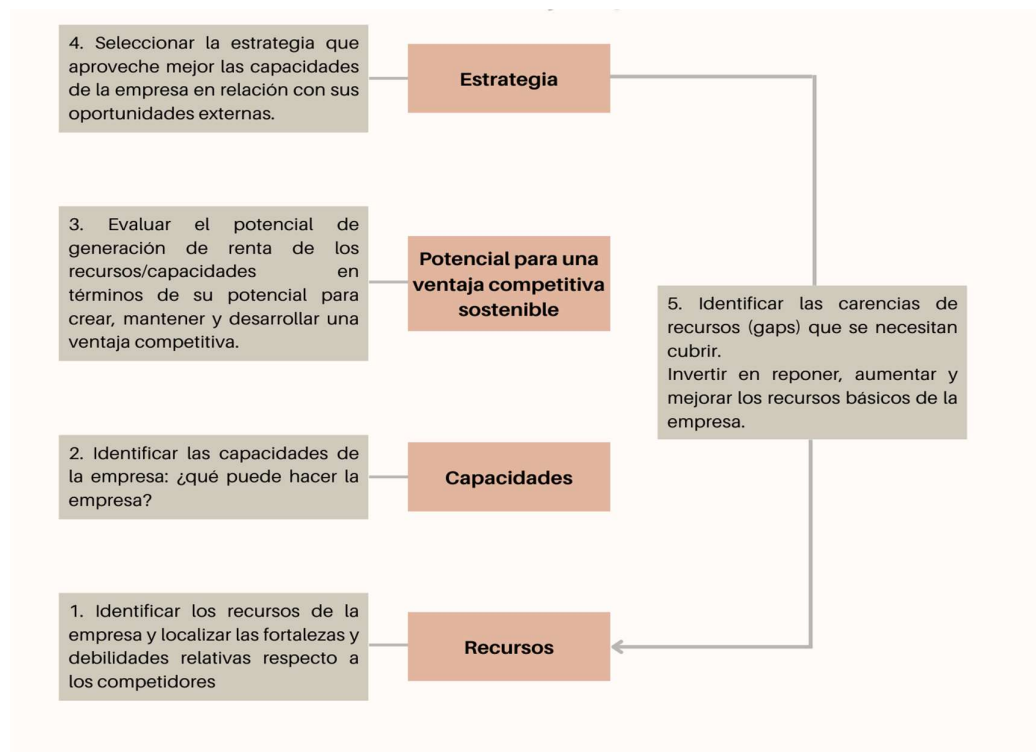 4. Seleccionar la estrategia que
aproveche mejor las capacidades
de la empresa en relación con sus
oportunidades externas.
Estrategia
3. Evaluar el potencial de
generación de renta de los
recursos/capacidades en
términos de su potencial para
crear, mantener y desarrollar una
ventaja competitiva.
Potencial para una
ventaja competitiva
sostenible
5. Identificar las carencias de
recursos (gaps) que se necesitan
cubrir.
Invertir en reponer, aumentar y
mejorar los recursos básicos de la
empresa.
2. Identificar las capacidades de
la empresa: ¿qué puede hacer la
empresa?
Capacidades
1. Identificar los recursos de la
empresa y localizar las fortalezas y
debilidades relativas respecto a
los competidores
Recursos